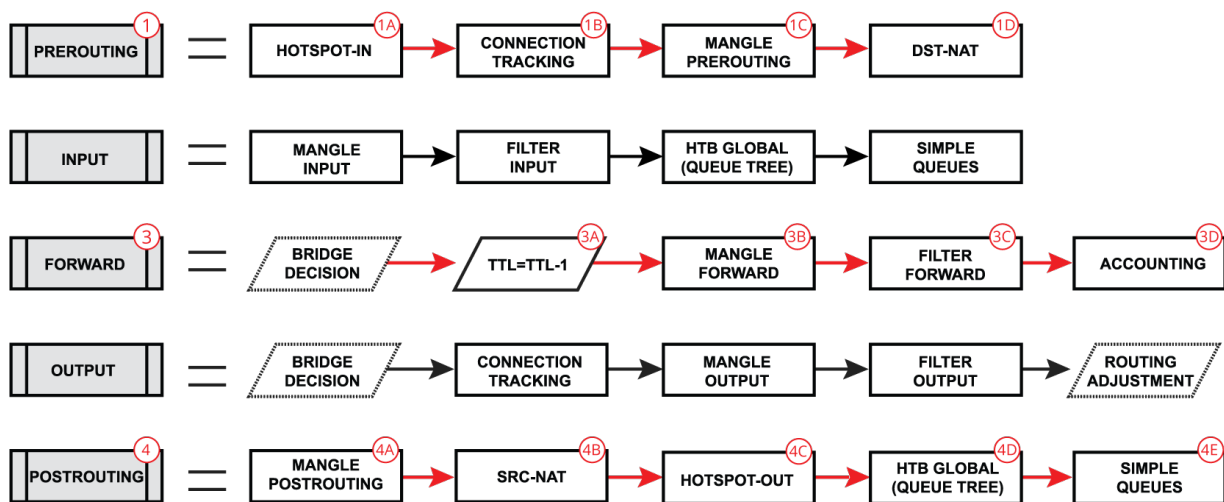 1
1A
1B
1C
1D
PREROUTING
HOTSPOT-IN
CONNECTION
TRACKING
MANGLE
PREROUTING
DST-NAT
INPUT
MANGLE
INPUT
FILTER
INPUT
HTB GLOBAL
(QUEUE TREE)
SIMPLE
QUEUES
3
3A
3B
3C
3D
FORWARD
BRIDGE
DECISION
TTL=TTL-1
MANGLE
FORWARD
FILTER
FORWARD
ACCOUNTING
OUTPUT
BRIDGE
DECISION
CONNECTION
TRACKING
MANGLE
OUTPUT
FILTER
OUTPUT
ROUTING
ADJUSTMENT
4
4A
4B
4C
4D
4E
POSTROUTING
MANGLE
POSTROUTING
SRC-NAT
HOTSPOT-OUT
HTB GLOBAL
(QUEUE TREE)
SIMPLE
QUEUES